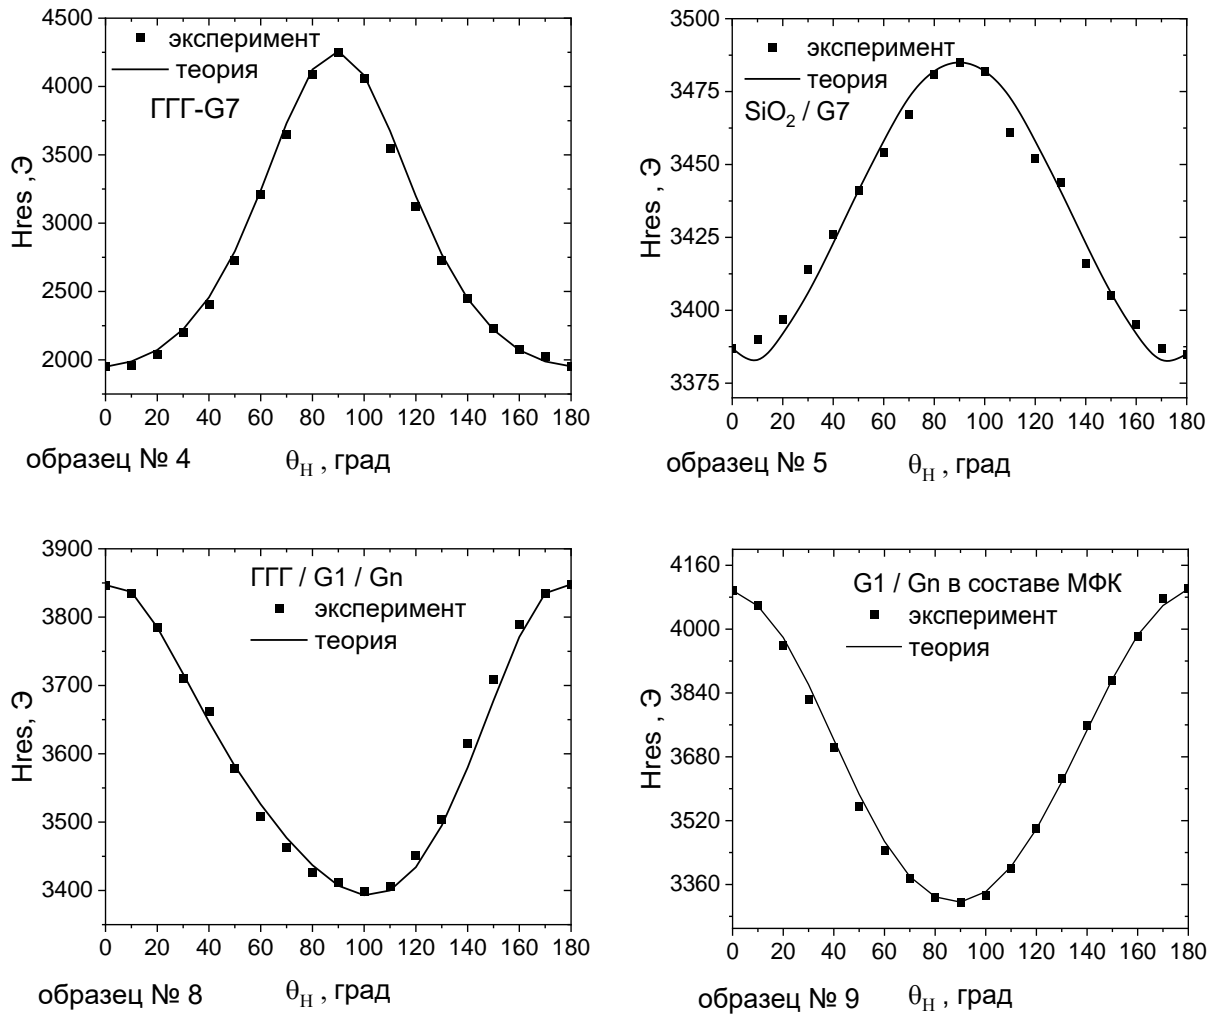 4500
4000
3500
3000
2500
2000
Hres ,Э
эксперимент
теория
ГГГ-G7
0 20 40 60 80 100 120 140 160 180
образец № 4 θH , град
3500
3475
3450
3425
3400
3375
Hres , Э
эксперимент
теория
SiO2 / G7
0 20 40 60 80 100 120 140 160 180
образец № 5 θH , град
3900
3800
3700
3600
3500
3400
Hres, Э
ГГГ / G1 / Gn
эксперимент
теория
0 20 40 60 80 100 120 140 160 180
образец № 8 θH , град
4160
4000
3840
3680
3520
3360
Hres , Э
G1 / Gn в составе МФК
эксперимент
теория
0 20 40 60 80 100 120 140 160 180
образец № 9 θH , град